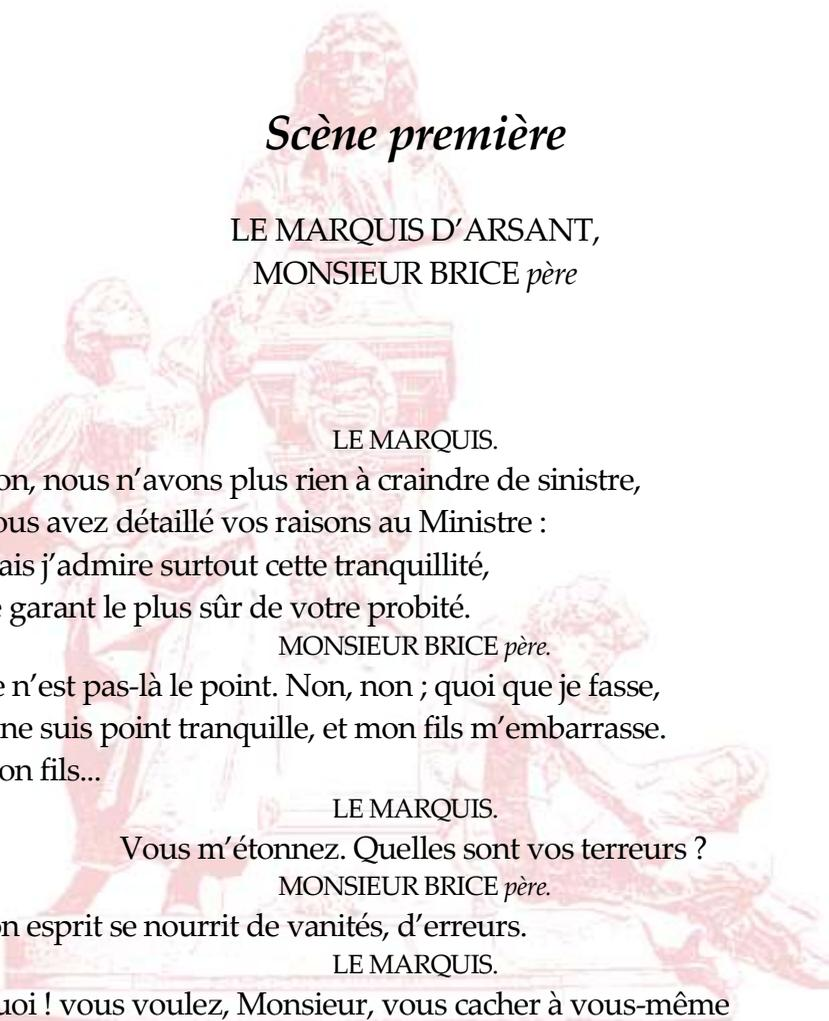 Scène première
LE MARQUIS D’ARSANT,
MONSIEUR BRICE père
LE MARQUIS.
on, nous n’avons plus rien à craindre de sinistre,
ous avez détaillé vos raisons au Ministre :
ais j’admire surtout cette tranquillité,
e garant le plus sûr de votre probité.
MONSIEUR BRICE père.
e n’est pas-là le point. Non, non ; quoi que je fasse,
ne suis point tranquille, et mon fils m’embarrasse.
on fils...
LE MARQUIS.
Vous m’étonnez. Quelles sont vos terreurs ?
MONSIEUR BRICE père.
on esprit se nourrit de vanités, d’erreurs.
LE MARQUIS.
uoi ! vous voulez, Monsieur, vous cacher à vous-même